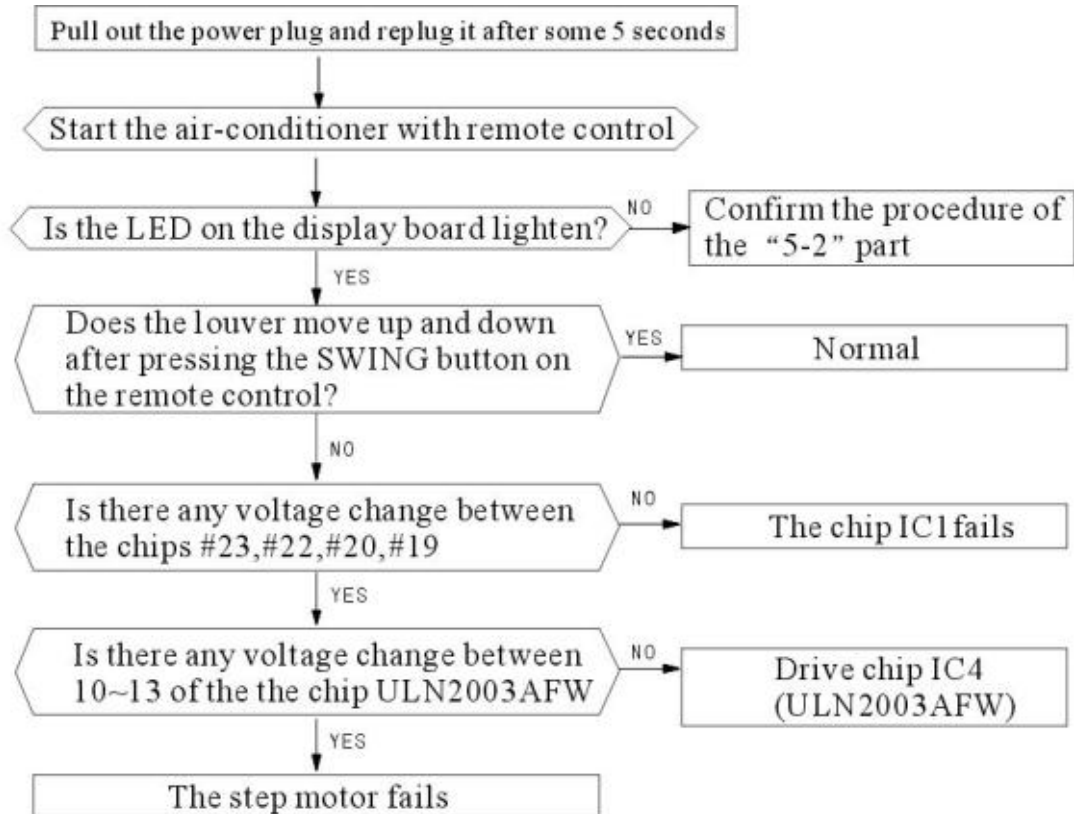 Pull out the power plug and replug it after some 5 seconds
Start the air-conditioner with remote control
Is the LED on the display board lighten?
NO
Confirm the procedure of
the “5-2” part
YES
Does the louver move up and down
after pressing the SWING button on
the remote control?
YES
Normal
NO
Is there any voltage change between
the chips #23,#22,#20,#19
NO
The chip IC1fails
YES
Is there any voltage change between
10~13 of the the chip ULN2003AFW
NO
Drive chip IC4
(ULN2003AFW)
YES
The step motor fails